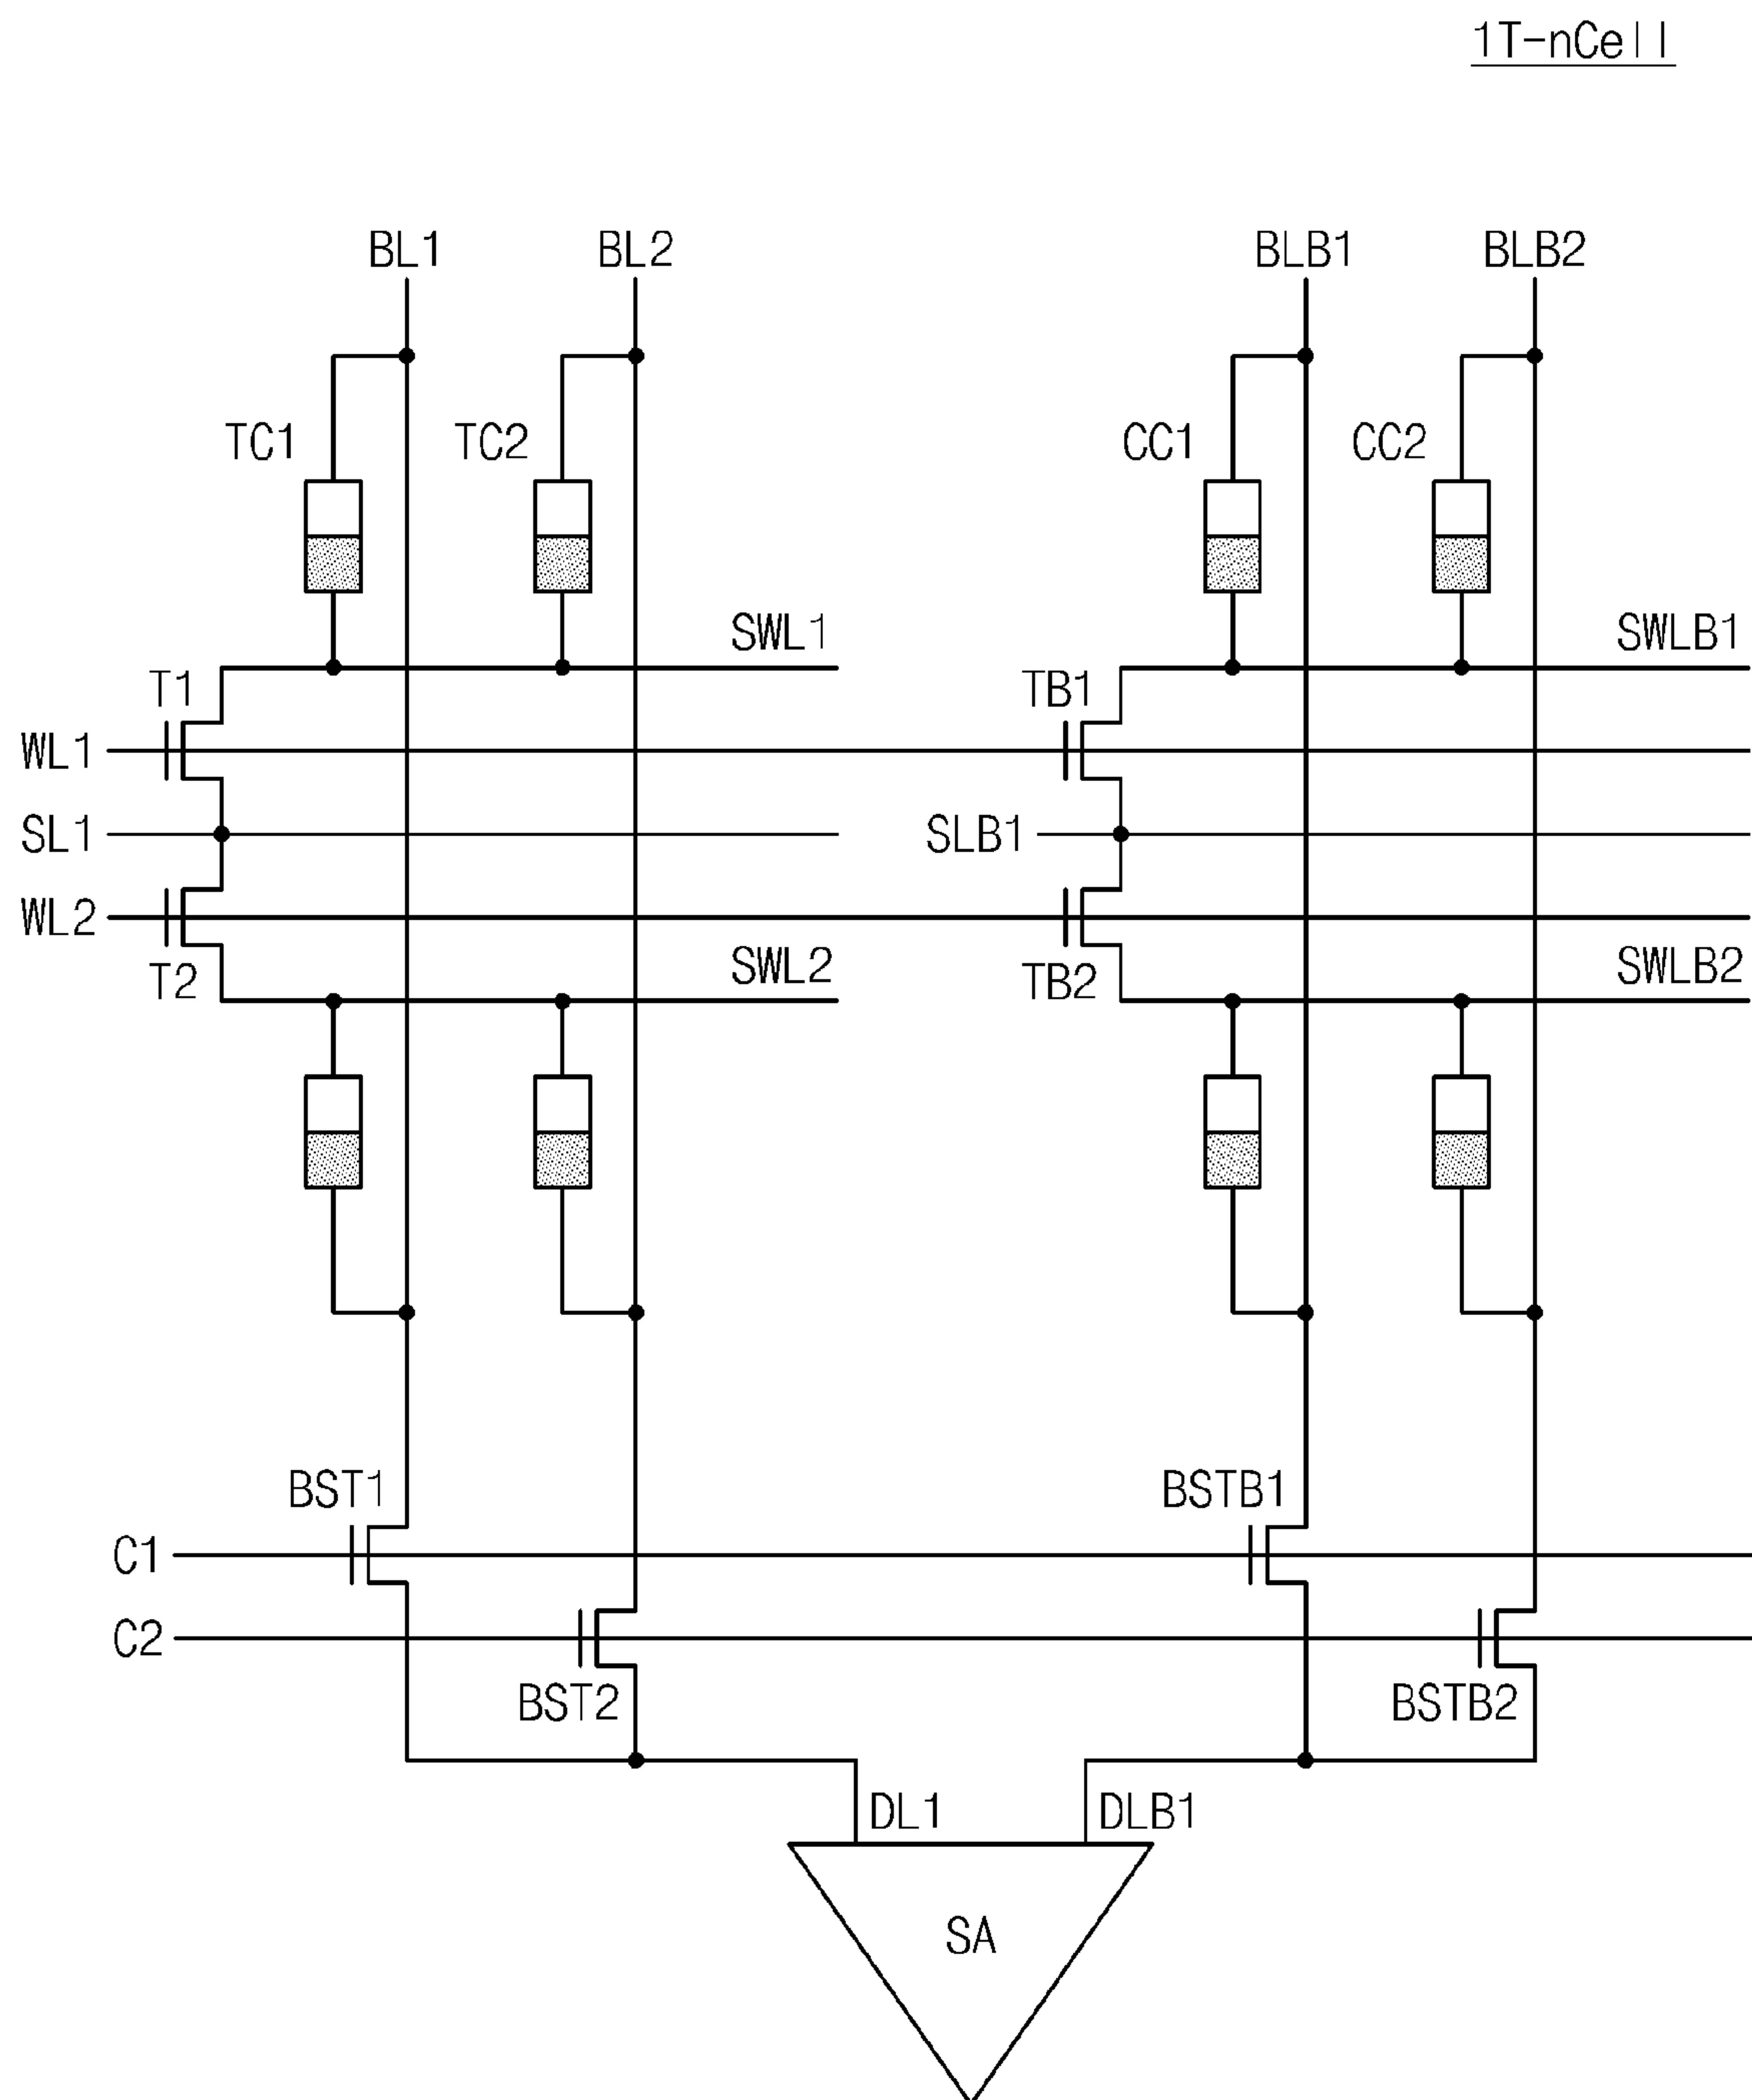 1T-nCell
BL1 BL2 BLB1 BLB2
TC1 TC2 CC1 CC2
SWL1 SWLB1
T1 TB1
WL1
SL1 SLB1
WL2
SWL2 SWLB2
T2 TB2
BST1 BSTB1
C1
C2
BST2 BSTB2
DL1 DLB1
SA